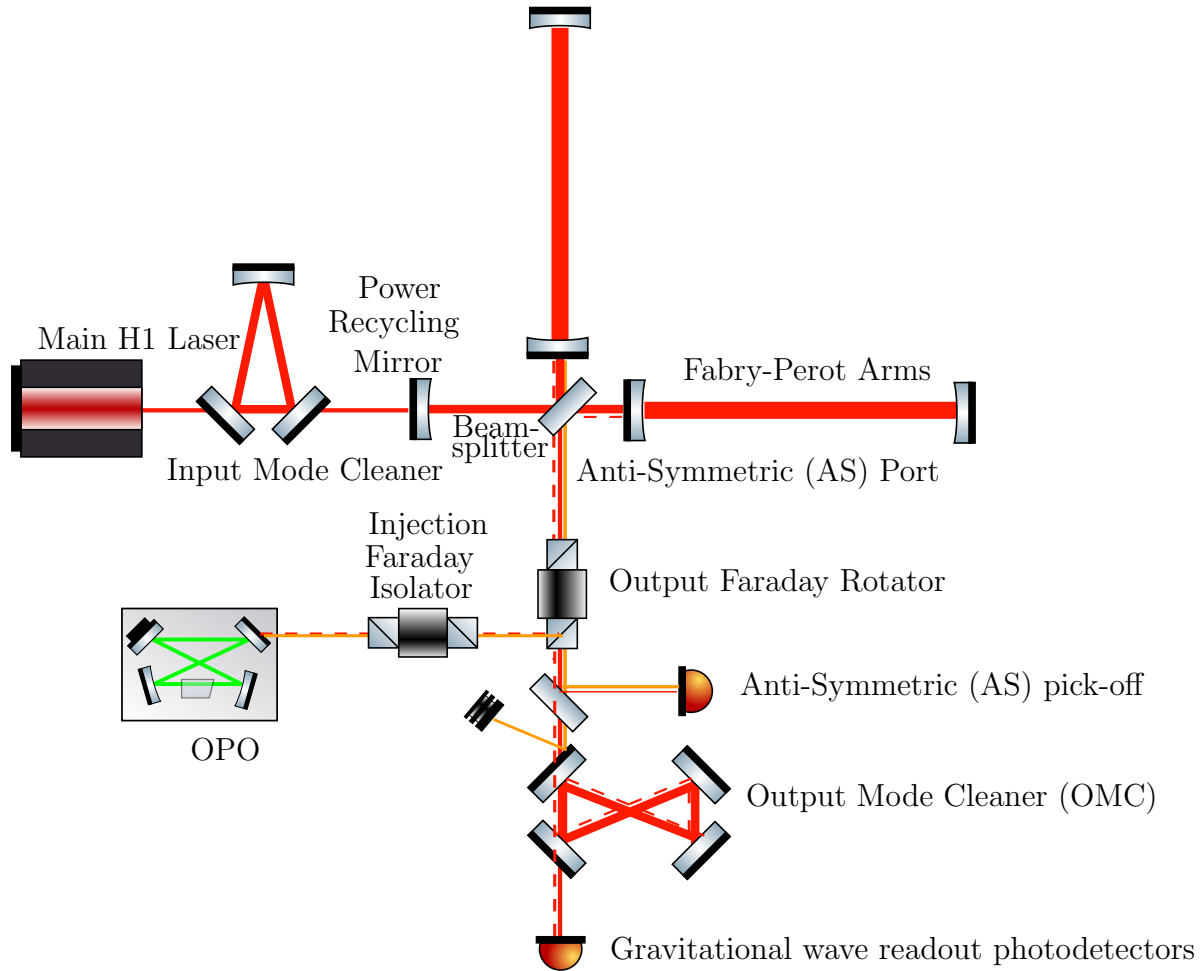 Power
Recycling
Mirror
Main H1 Laser
Fabry-Perot Arms
Beam-
splitter
Input Mode Cleaner
Anti-Symmetric (AS) Port
Injection
Faraday
Isolator
Output Faraday Rotator
Anti-Symmetric (AS) pick-off
OPO
Output Mode Cleaner (OMC)
Gravitational wave readout photodetectors